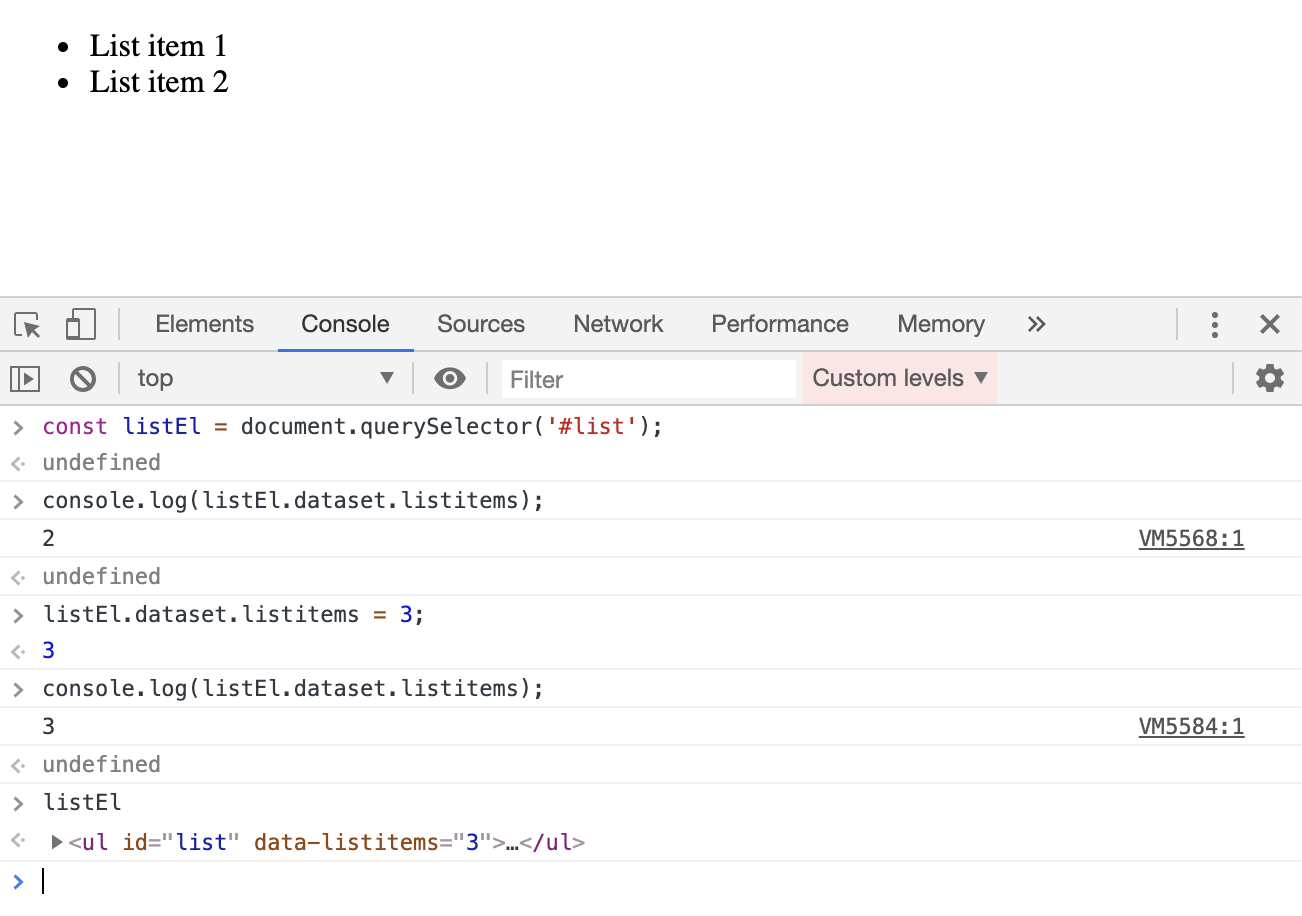 • List item 1
• List item 2
Elements Console Sources Network Performance Memory »
top ▼ Filter Custom levels ▼
> const listEl = document.querySelector('#list');
<· undefined
> console.log(listEl.dataset.listitems);
2 VM5568:1
<· undefined
> listEl.dataset.listitems = 3;
<· 3
> console.log(listEl.dataset.listitems);
3 VM5584:1
<· undefined
> listEl
<· ▶<ul id="list" data-listitems="3">…</ul>
>